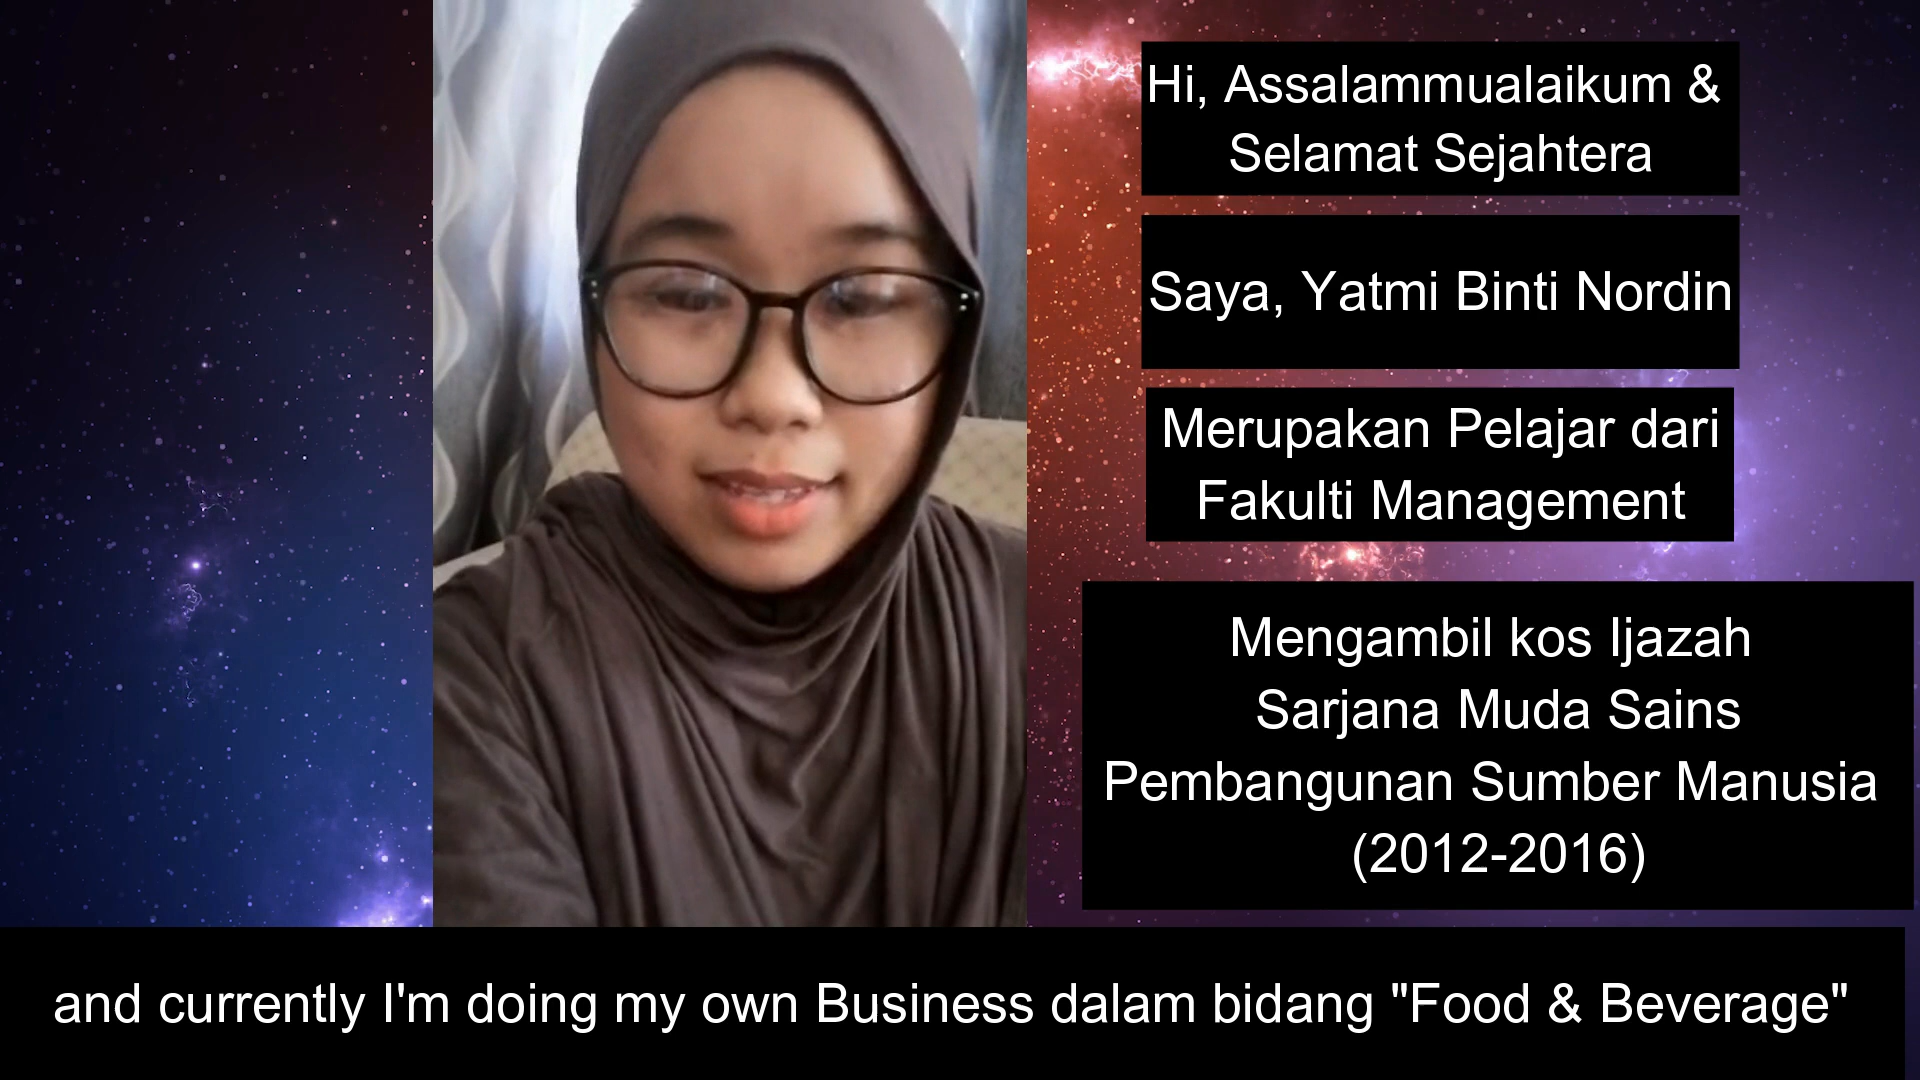 Hi, Assalammualaikum &
Selamat Sejahtera
Saya, Yatmi Binti Nordin
Merupakan Pelajar dari
Fakulti Management
Mengambil kos Ijazah
Sarjana Muda Sains
Pembangunan Sumber Manusia
(2012-2016)
and currently I'm doing my own Business dalam bidang "Food & Beverage"